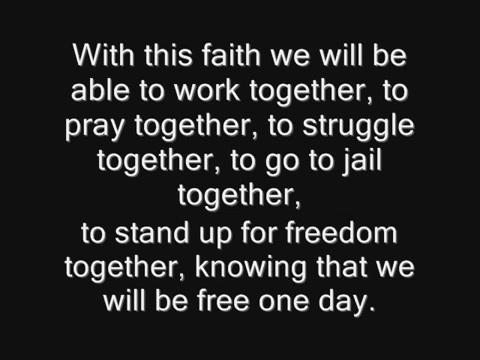 With this faith we will be
able to work together, to
pray together, to struggle
together, to go to jail
together,
to stand up for freedom
together, knowing that we
will be free one day.